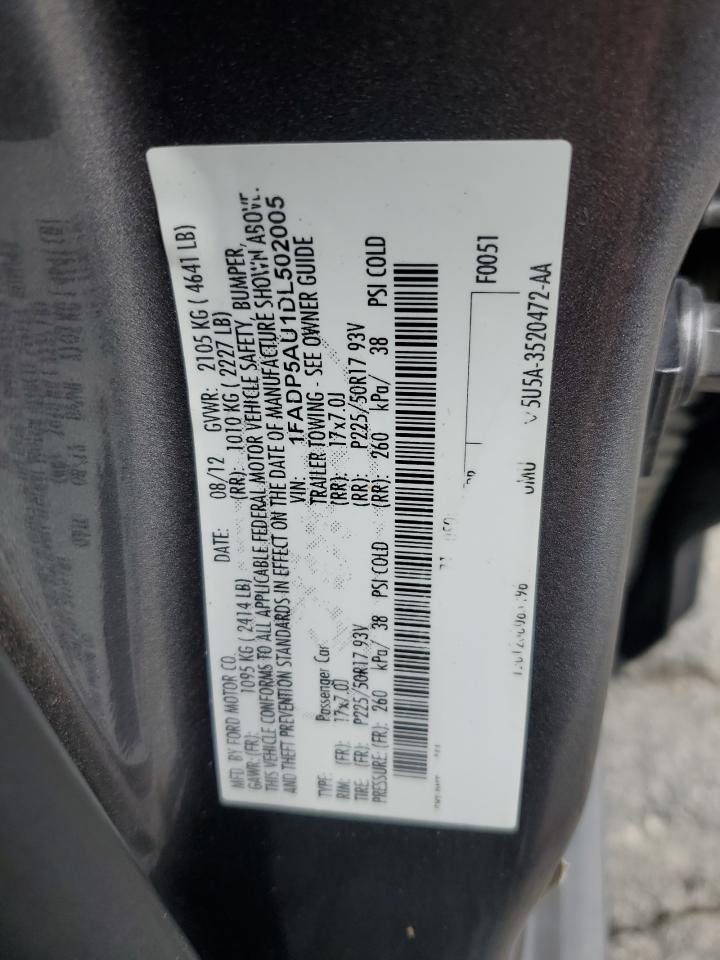 MFD. BY FORD MOTOR CO.
DATE: 08/12 GVWR: 2105 KG ( 4641 LB)
GAWR:(FR): 1095 KG ( 2414 LB) (RR): 1010 KG ( 2227 LB)
THIS VEHICLE CONFORMS TO ALL APPLICABLE FEDERAL MOTOR VEHICLE SAFETY, BUMPER,
AND THEFT PREVENTION STANDARDS IN EFFECT ON THE DATE OF MANUFACTURE SHOWN ABOVE.
VIN: 1FADP5AU1DL502005
TYPE: Passenger Car TRAILER TOWING - SEE OWNER GUIDE
RIM: (FR): 17x7.0J (RR): 17x7.0J
TIRE (FR): P225/50R17 93V (RR): P225/50R17 93V
PRESSURE:(FR): 260 kPa/ 38 PSI COLD (RR): 260 kPa/ 38 PSI COLD
F0051
5U5A-3520472-AA